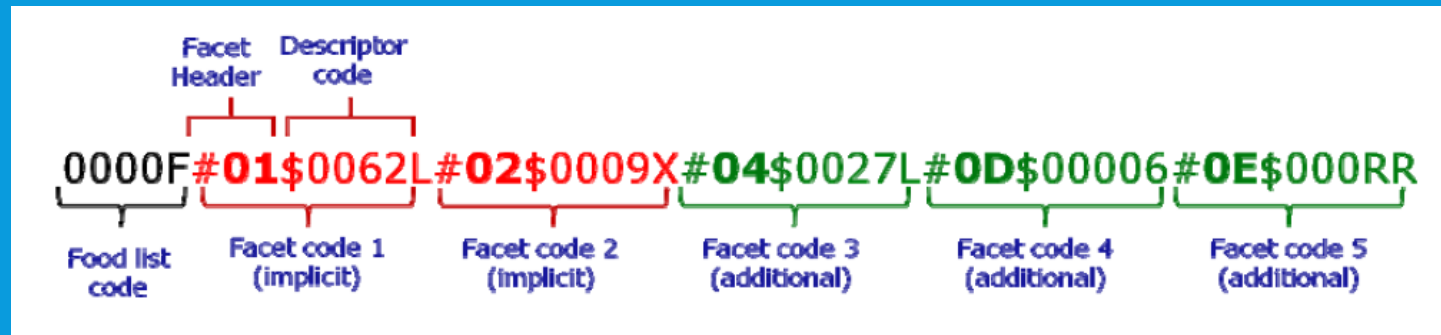 Facet Header
Descriptor code
0000F#01$0062L#02$0009X#04$0027L#0D$00006#0E$000RR
Food list code
Facet code 1 (implicit)
Facet code 2 (implicit)
Facet code 3 (additional)
Facet code 4 (additional)
Facet code 5 (additional)